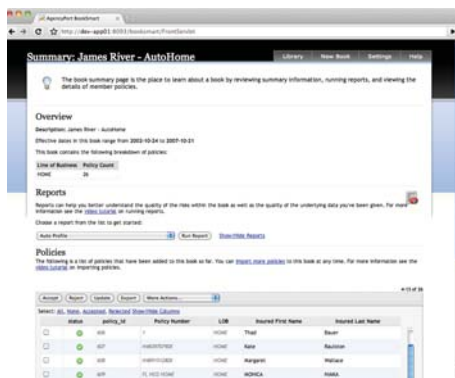 AgencyPort BookSmart
http://dev-app01:8093/booksmart/FrontServlet
Summary: James River - AutoHome
Library New Book Settings Help
The book summary page is the place to learn about a book by reviewing summary information, running reports, and viewing the
details of member policies.
Overview
Description: James River - AutoHome
Effective dates in this book range from 2002-10-24 to 2007-10-21
This book contains the following breakdown of policies:
Line of Business Policy Count
HOME 26
Reports
Reports can help you better understand the quality of the risks within the book as well as the quality of the underlying data you've been given. For more
information see the video tutorial on running reports.
Choose a report from the list to get started:
Auto Profile Run Report Show/Hide Reports
Policies
The following is a list of policies that have been added to this book so far. You can import more policies to this book at any time. For more information see the
video tutorial on importing policies.
of 26
Accept Reject Update Export More Actions...
Select: All, None, Accepted, Rejected Show/Hide Columns
status policy_id Policy Number LOB Insured First Name Insured Last Name
HOME Thad Bauer
HOME Kate
HOME Margaret Wallace
HOME MONICA